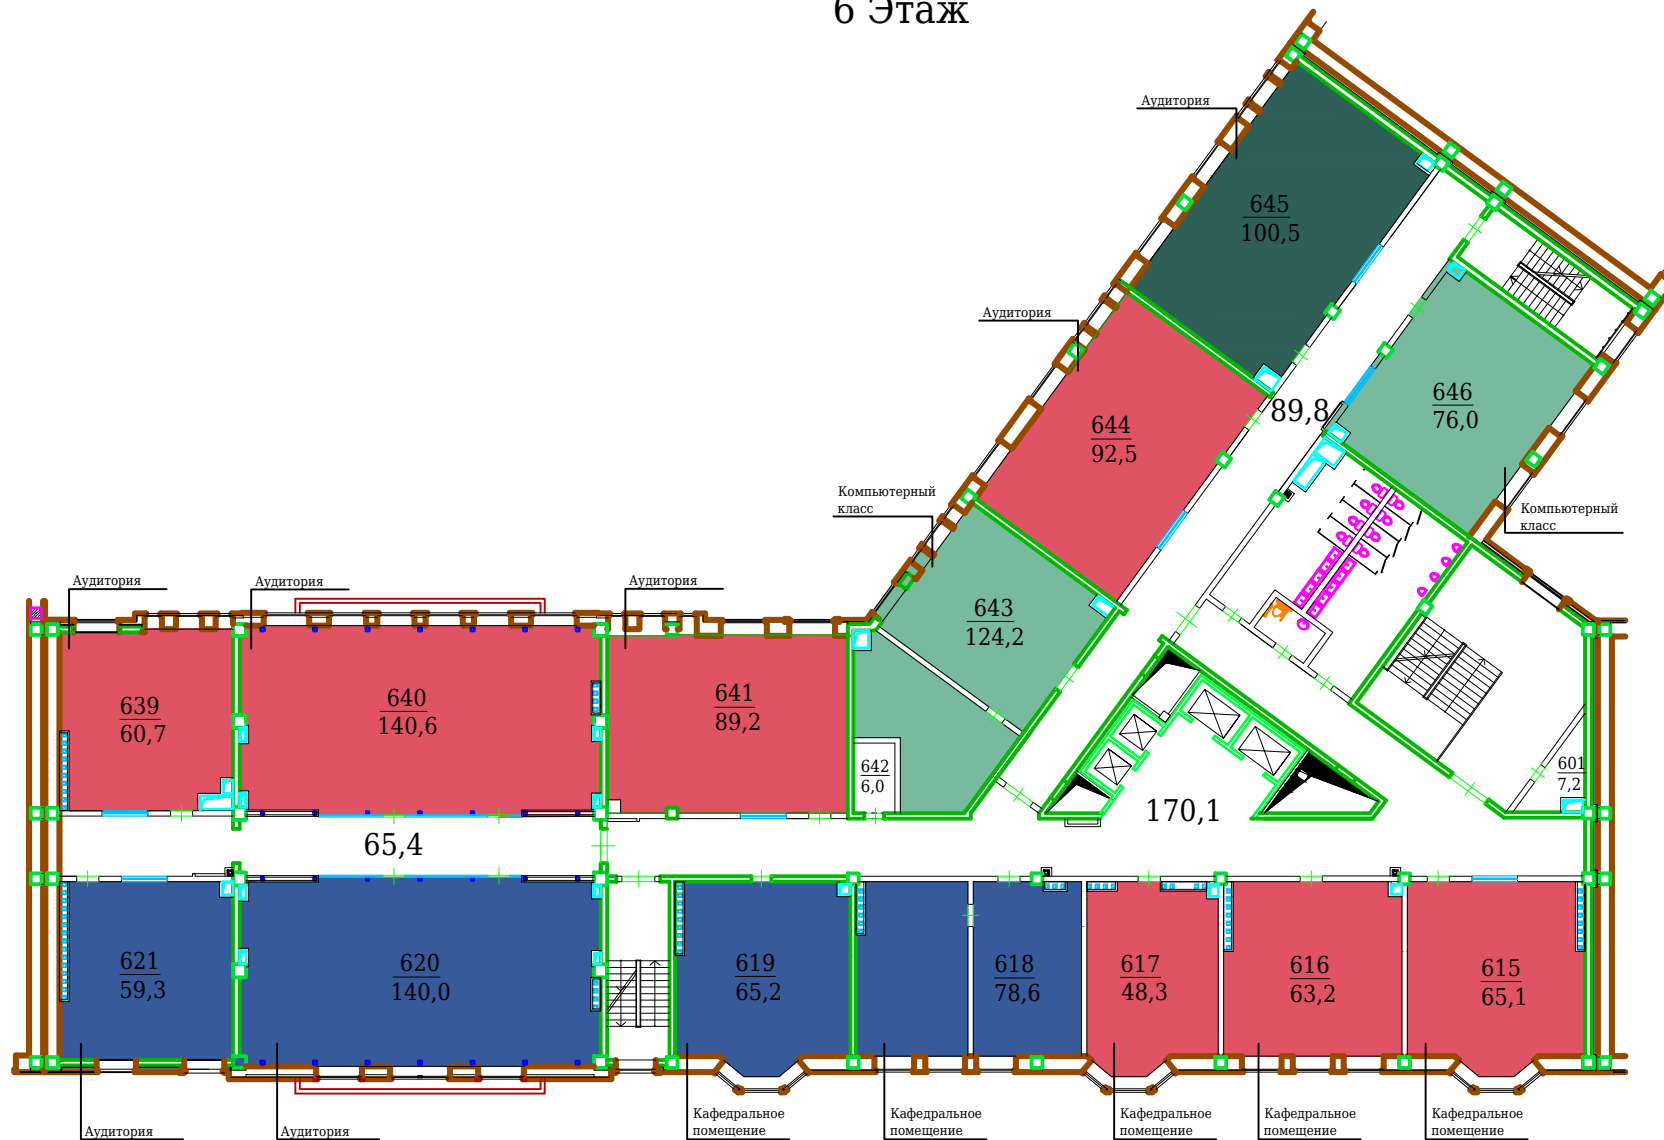 6 Этаж
Аудитория
645
100,5
Аудитория
644
92,5
89,8
646
76,0
Компьютерный
класс
Компьютерный
класс
643
124,2
Аудитория
Аудитория
Аудитория
639
60,7
640
140,6
641
89,2
642
6,0
601
7,2
65,4
170,1
621
59,3
620
140,0
619
65,2
618
78,6
617
48,3
616
63,2
615
65,1
Аудитория
Аудитория
Кафедральное
помещение
Кафедральное
помещение
Кафедральное
помещение
Кафедральное
помещение
Кафедральное
помещение